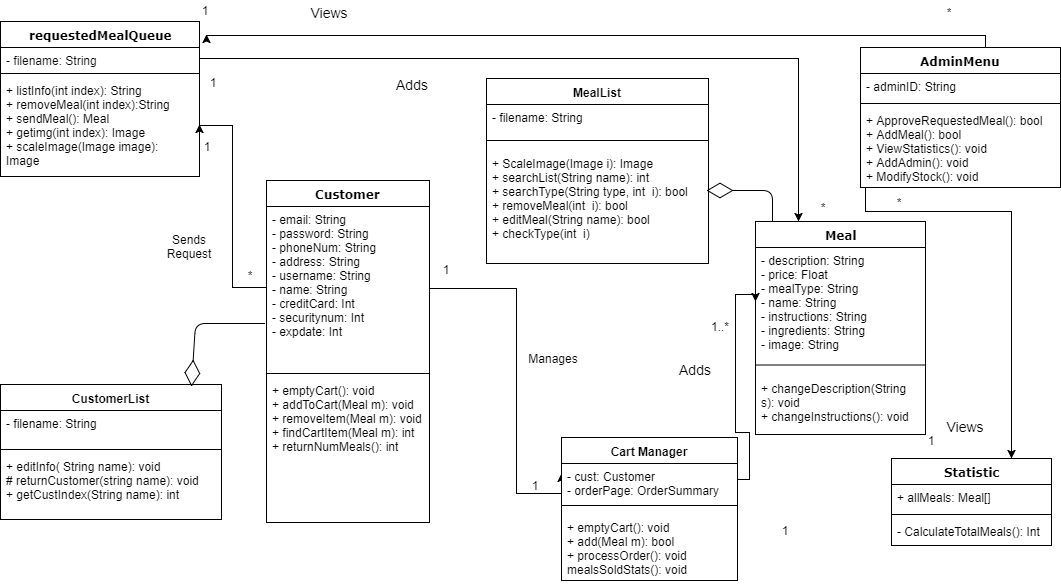 1
Views
*
requestedMealQueue
- filename: String
+ listInfo(int index): String
+ removeMeal(int index):String
+ sendMeal(): Meal
+ getimg(int index): Image
+ scaleImage(Image image):
Image
1
1
Adds
MealList
- filename: String
+ ScaleImage(Image i): Image
+ searchList(String name): int
+ searchType(String type, int i): bool
+ removeMeal(int i): bool
+ editMeal(String name): bool
+ checkType(int i)
AdminMenu
- adminID: String
+ ApproveRequestedMeal(): bool
+ AddMeal(): bool
+ ViewStatistics(): void
+ AddAdmin(): void
+ ModifyStock(): void
*
*
Customer
- email: String
- password: String
- phoneNum: String
- address: String
- username: String
- name: String
- creditCard: Int
- securitynum: Int
- expdate: Int
+ emptyCart(): void
+ addToCart(Meal m): void
+ removeItem(Meal m): void
+ findCartItem(Meal m): int
+ returnNumMeals(): int
Sends
Request
*
1
Meal
- description: String
- price: Float
- mealType: String
- name: String
- instructions: String
- ingredients: String
- image: String
+ changeDescription(String
s): void
+ changeInstructions(): void
1..*
Manages
Adds
CustomerList
- filename: String
+ editInfo( String name): void
# returnCustomer(string name): void
+ getCustIndex(String name): int
1
Views
Cart Manager
- cust: Customer
- orderPage: OrderSummary
+ emptyCart(): void
+ add(Meal m): bool
+ processOrder(): void
mealsSoldStats(): void
1
1
Statistic
+ allMeals: Meal[]
- CalculateTotalMeals(): Int